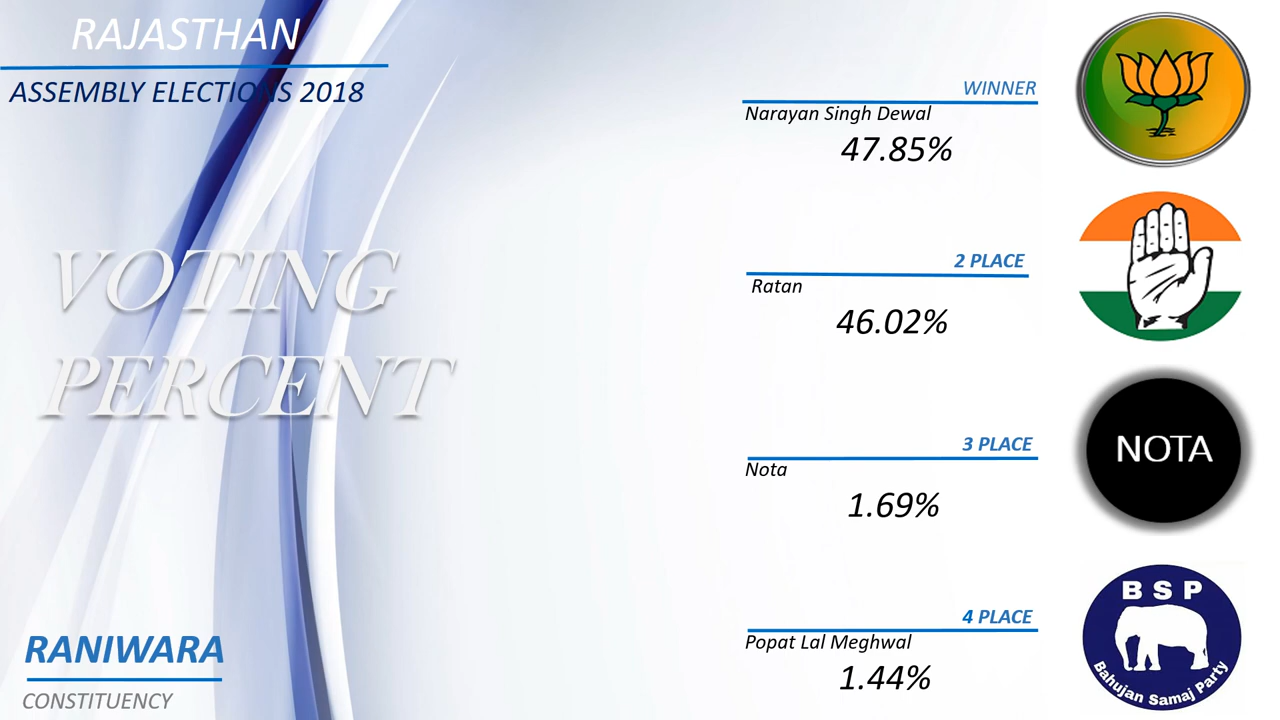 RAJASTHAN
ASSEMBLY ELECTIONS 2018
VOTING
PERCENT
RANIWARA
CONSTITUENCY
WINNER
Narayan Singh Dewal
47.85%
2 PLACE
Ratan
46.02%
3 PLACE
Nota
1.69%
NOTA
4 PLACE
Popat Lal Meghwal
1.44%
BSP
Bahujan Samaj Party